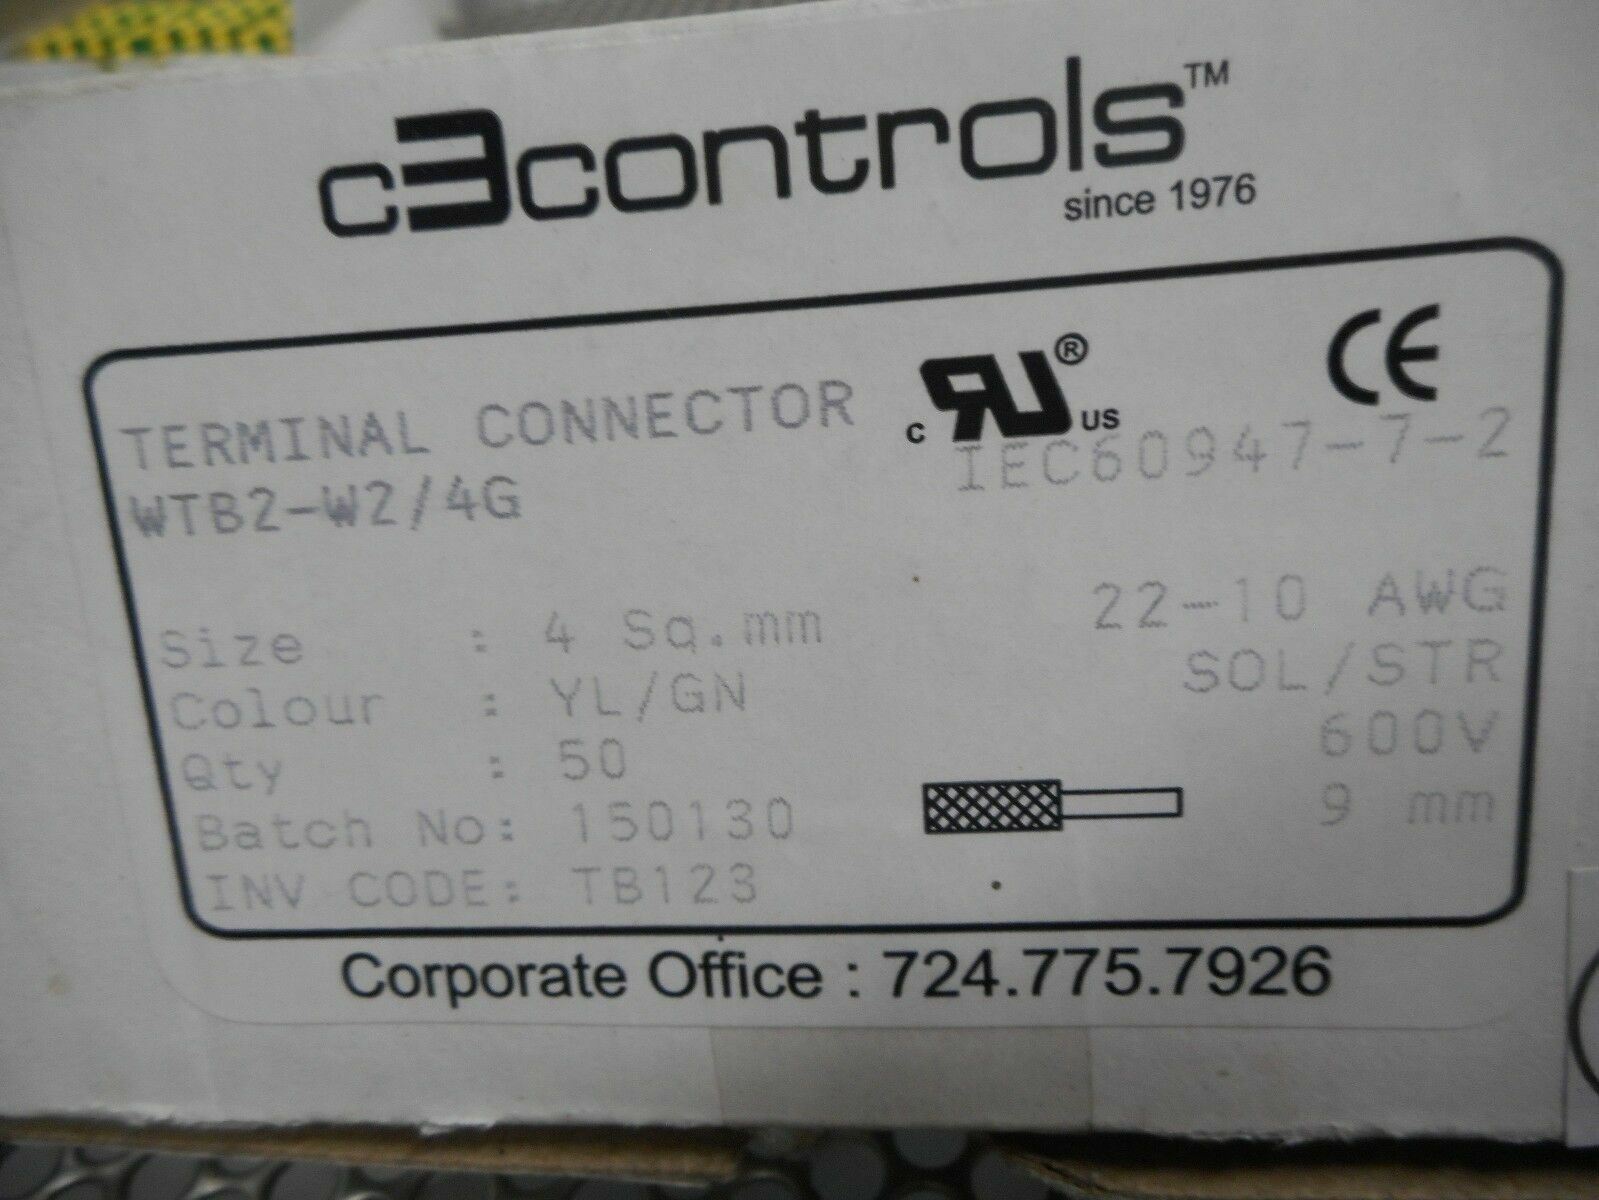 c3controls™
since 1976
c RU® US
CE
TERMINAL CONNECTOR
IEC60947-7-2
WTB2-W2/4G
22-10 AWG
Size : 4 Sq.mm
SOL/STR
Colour : YL/GN
600V
Qty : 50
9 mm
Batch No: 150130
INV CODE: TB123
Corporate Office : 724.775.7926